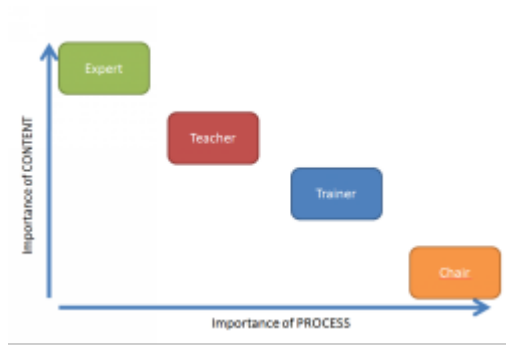 Expert
Teacher
Trainer
Chair
Importance of CONTENT
Importance of PROCESS